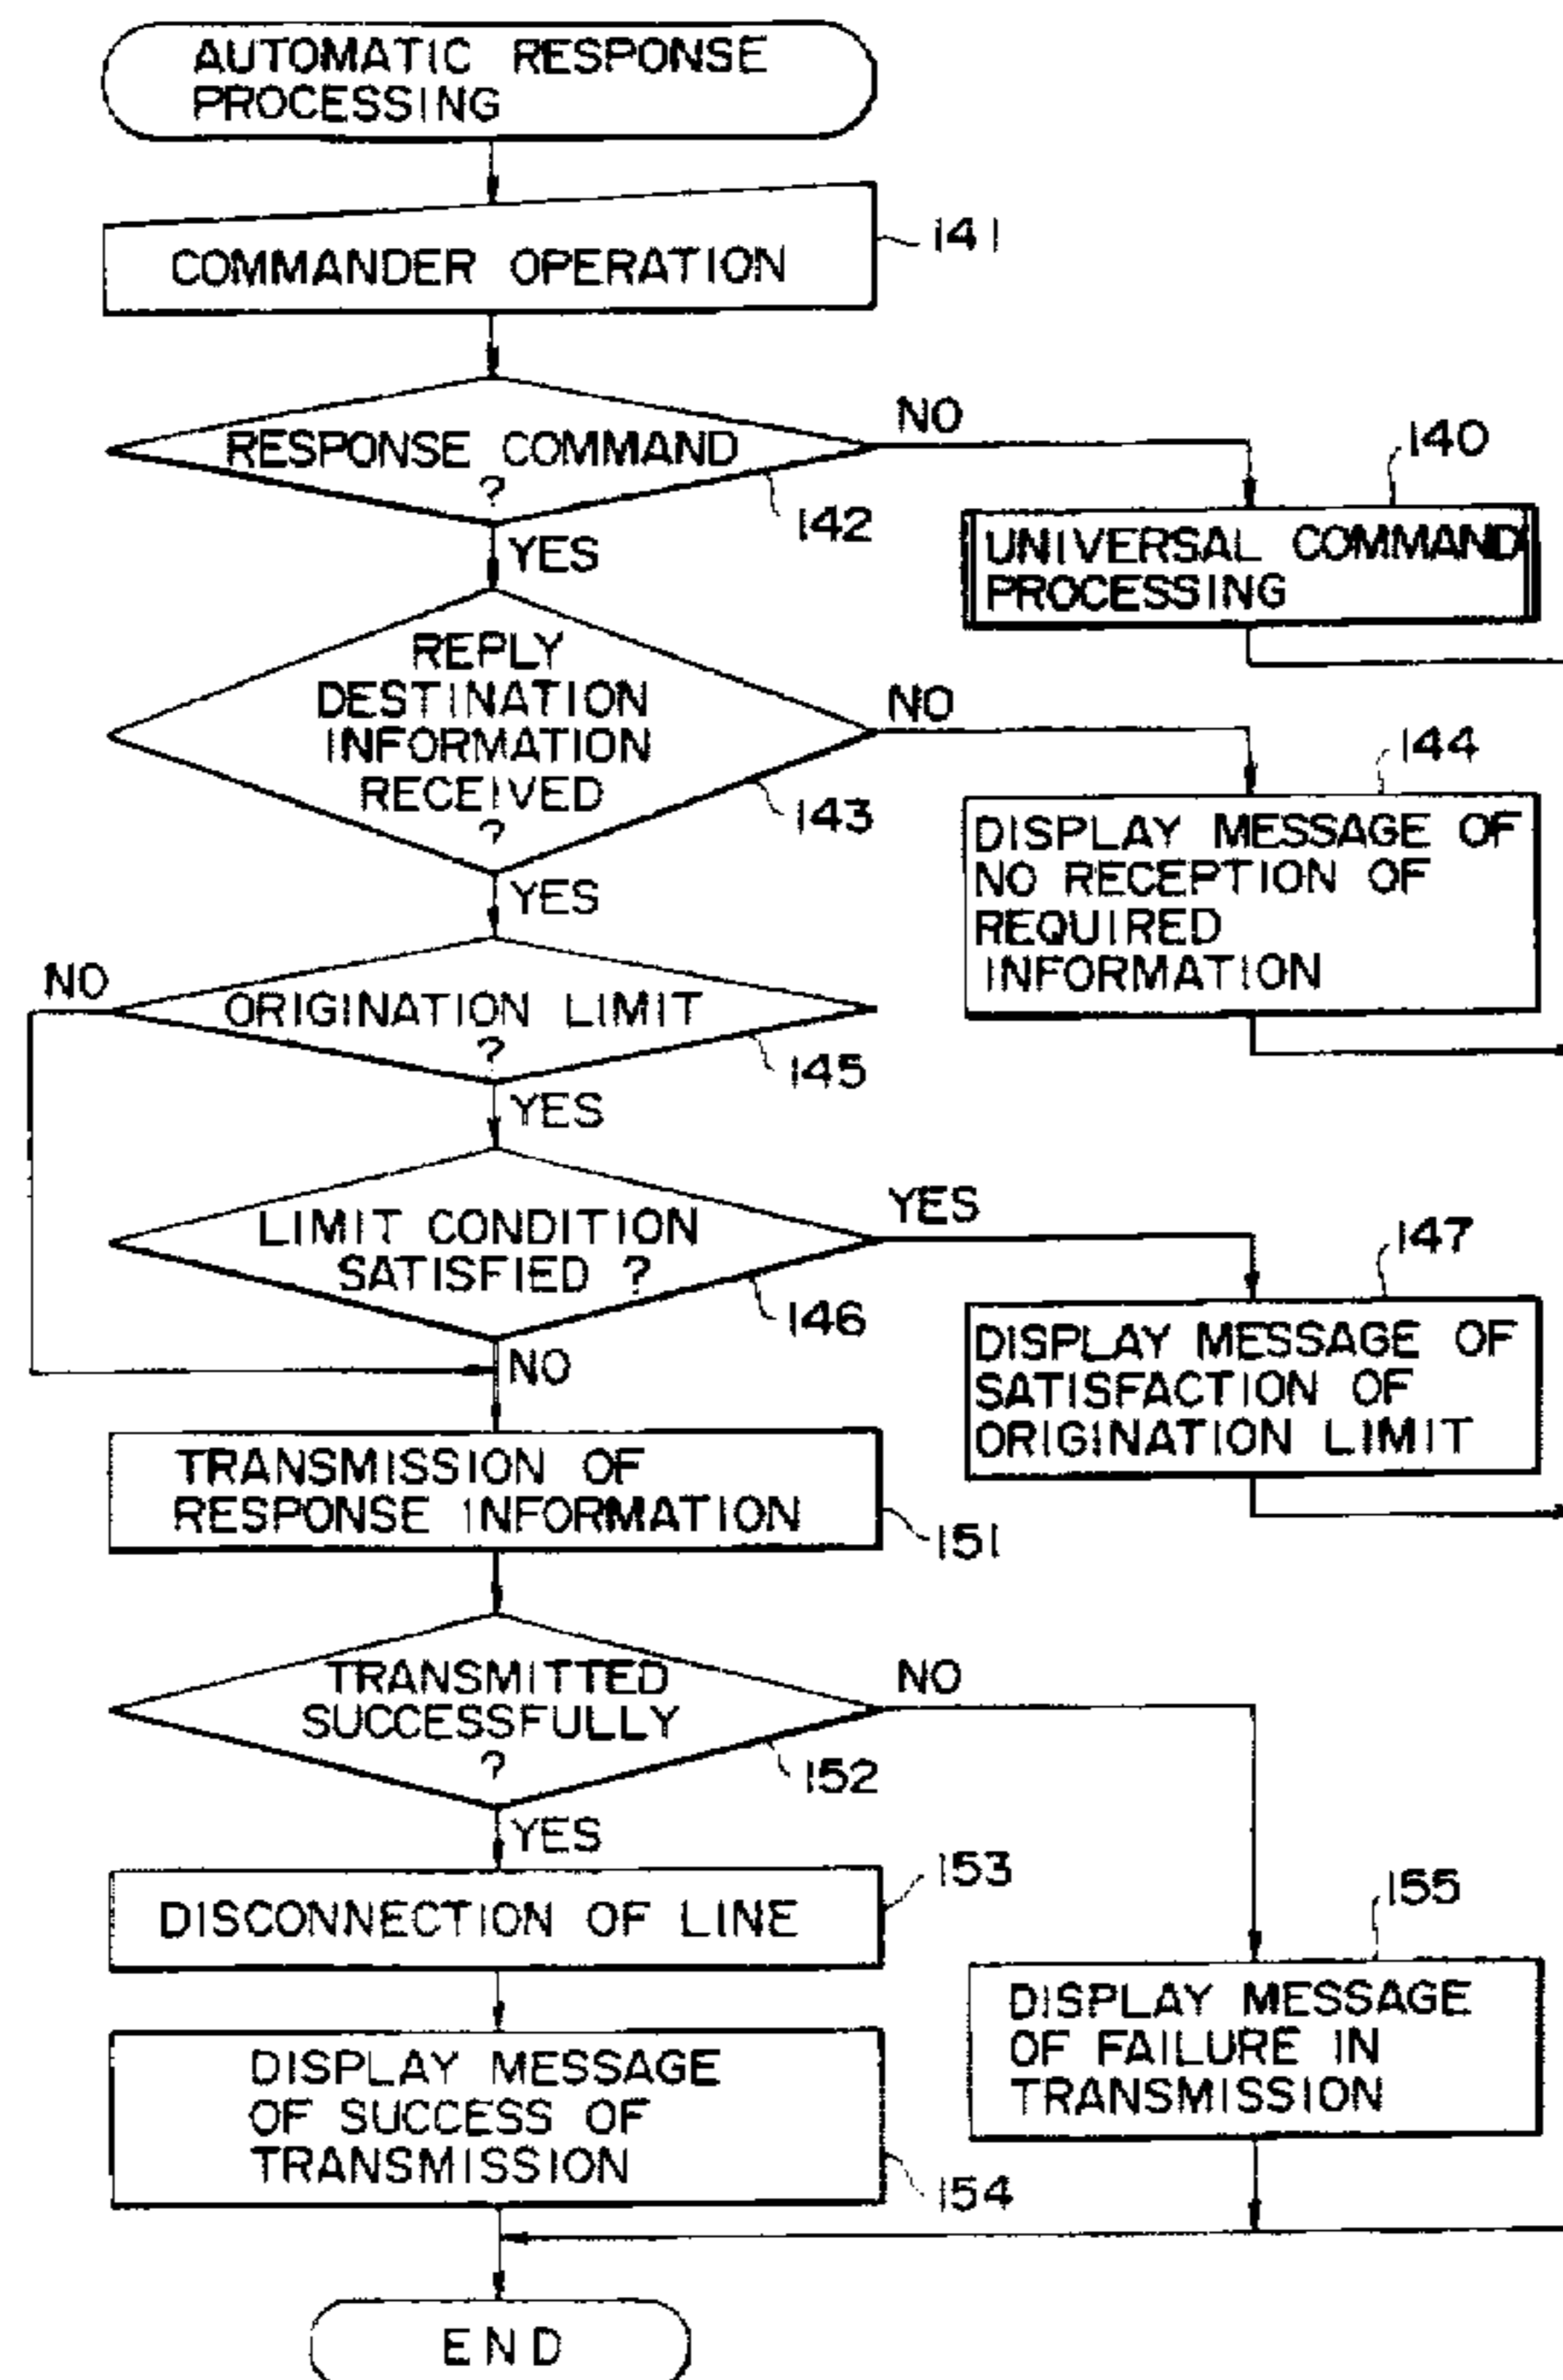 AUTOMATIC RESPONSE
PROCESSING
COMMANDER OPERATION
141
RESPONSE COMMAND
?
142
NO
YES
140
UNIVERSAL COMMAND
PROCESSING
REPLY
DESTINATION
INFORMATION
RECEIVED
?
143
NO
YES
144
DISPLAY MESSAGE OF
NO RECEPTION OF
REQUIRED
INFORMATION
NO
ORIGINATION LIMIT
?
145
YES
LIMIT CONDITION
SATISFIED ?
146
YES
NO
147
DISPLAY MESSAGE OF
SATISFACTION OF
ORIGINATION LIMIT
TRANSMISSION OF
RESPONSE INFORMATION
151
TRANSMITTED
SUCCESSFULLY
?
152
NO
YES
153
DISCONNECTION OF LINE
155
DISPLAY MESSAGE
OF FAILURE IN
TRANSMISSION
DISPLAY MESSAGE
OF SUCCESS OF
TRANSMISSION
154
END